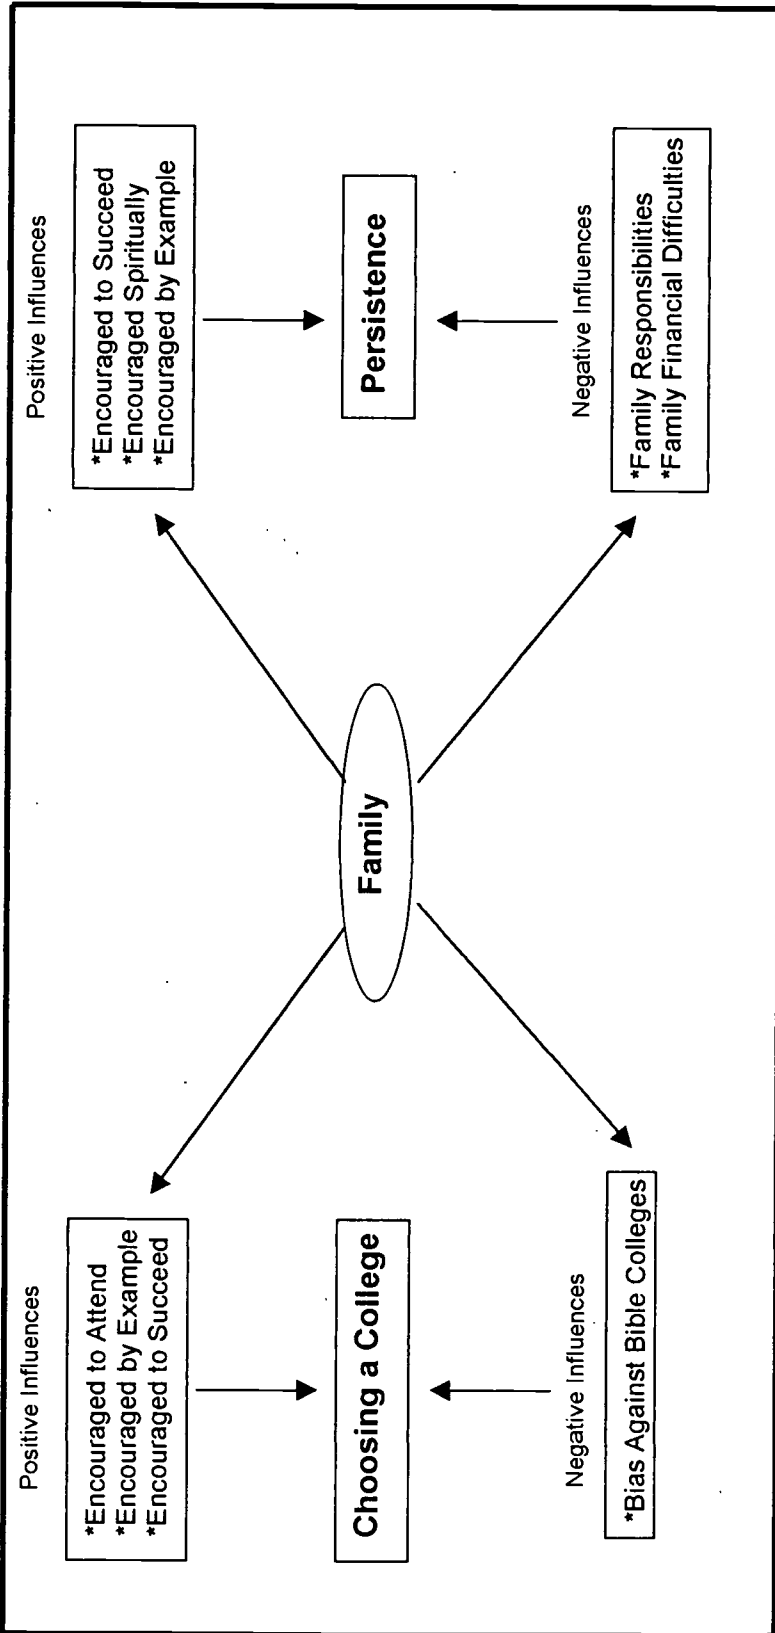 Positive Influences
*Encouraged to Attend
*Encouraged by Example
*Encouraged to Succeed
Choosing a College
Negative Influences
*Bias Against Bible Colleges
Family
Positive Influences
*Encouraged to Succeed
*Encouraged Spiritually
*Encouraged by Example
Persistence
Negative Influences
*Family Responsibilities
*Family Financial Difficulties